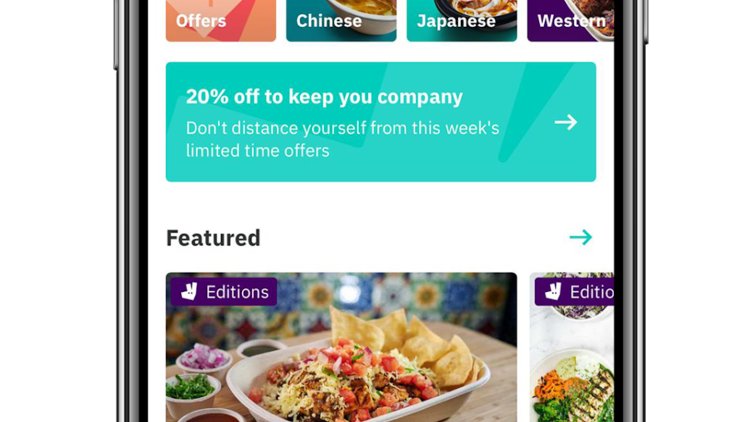 Offers
Chinese
Japanese
Western
20% off to keep you company
Don't distance yourself from this week's
limited time offers
Featured
Editions
Editio